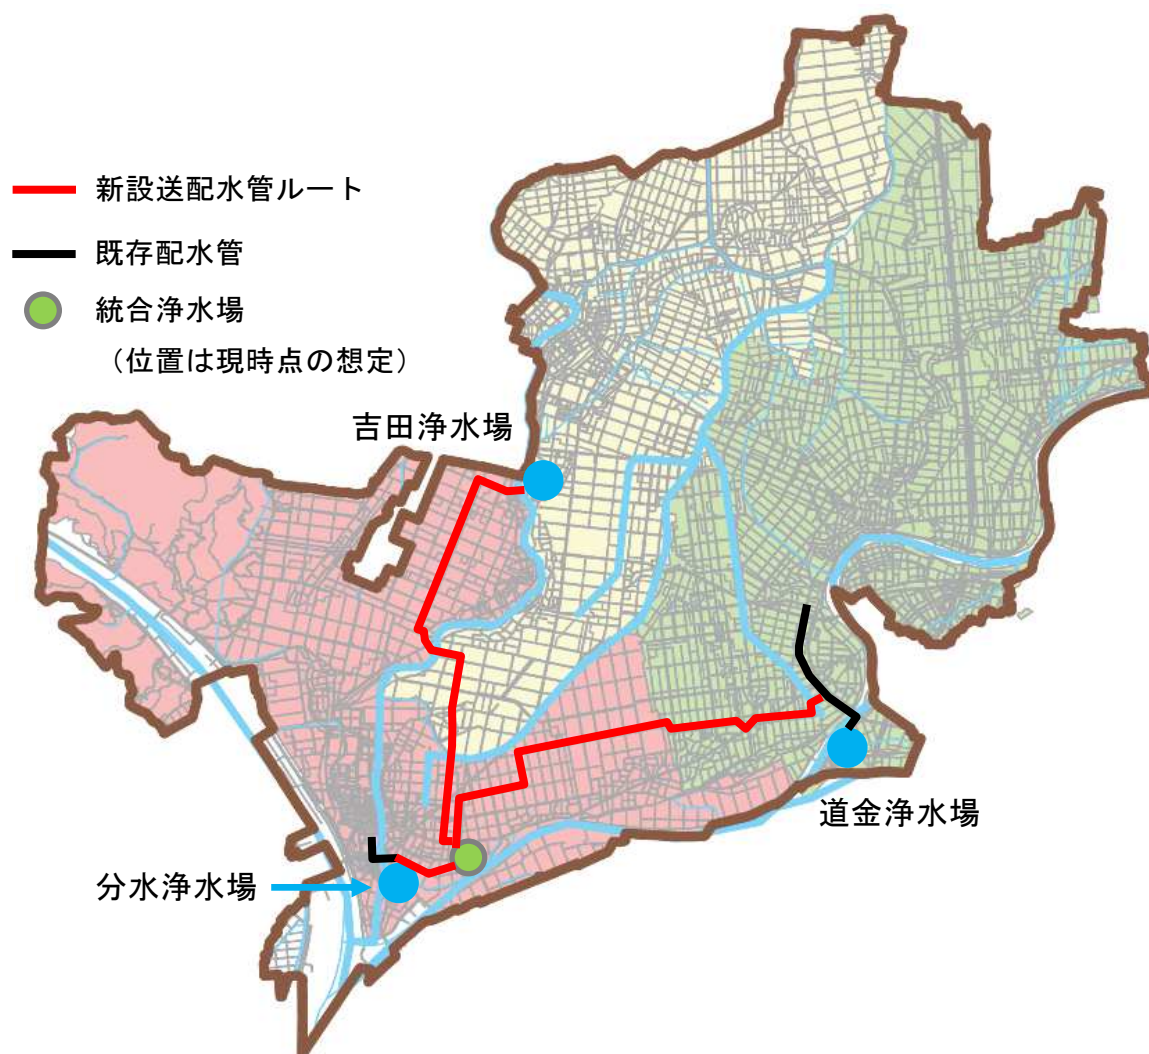 新設送配水管ルート
既存配水管
統合浄水場
（位置は現時点の想定）
吉田浄水場
道金浄水場
分水浄水場